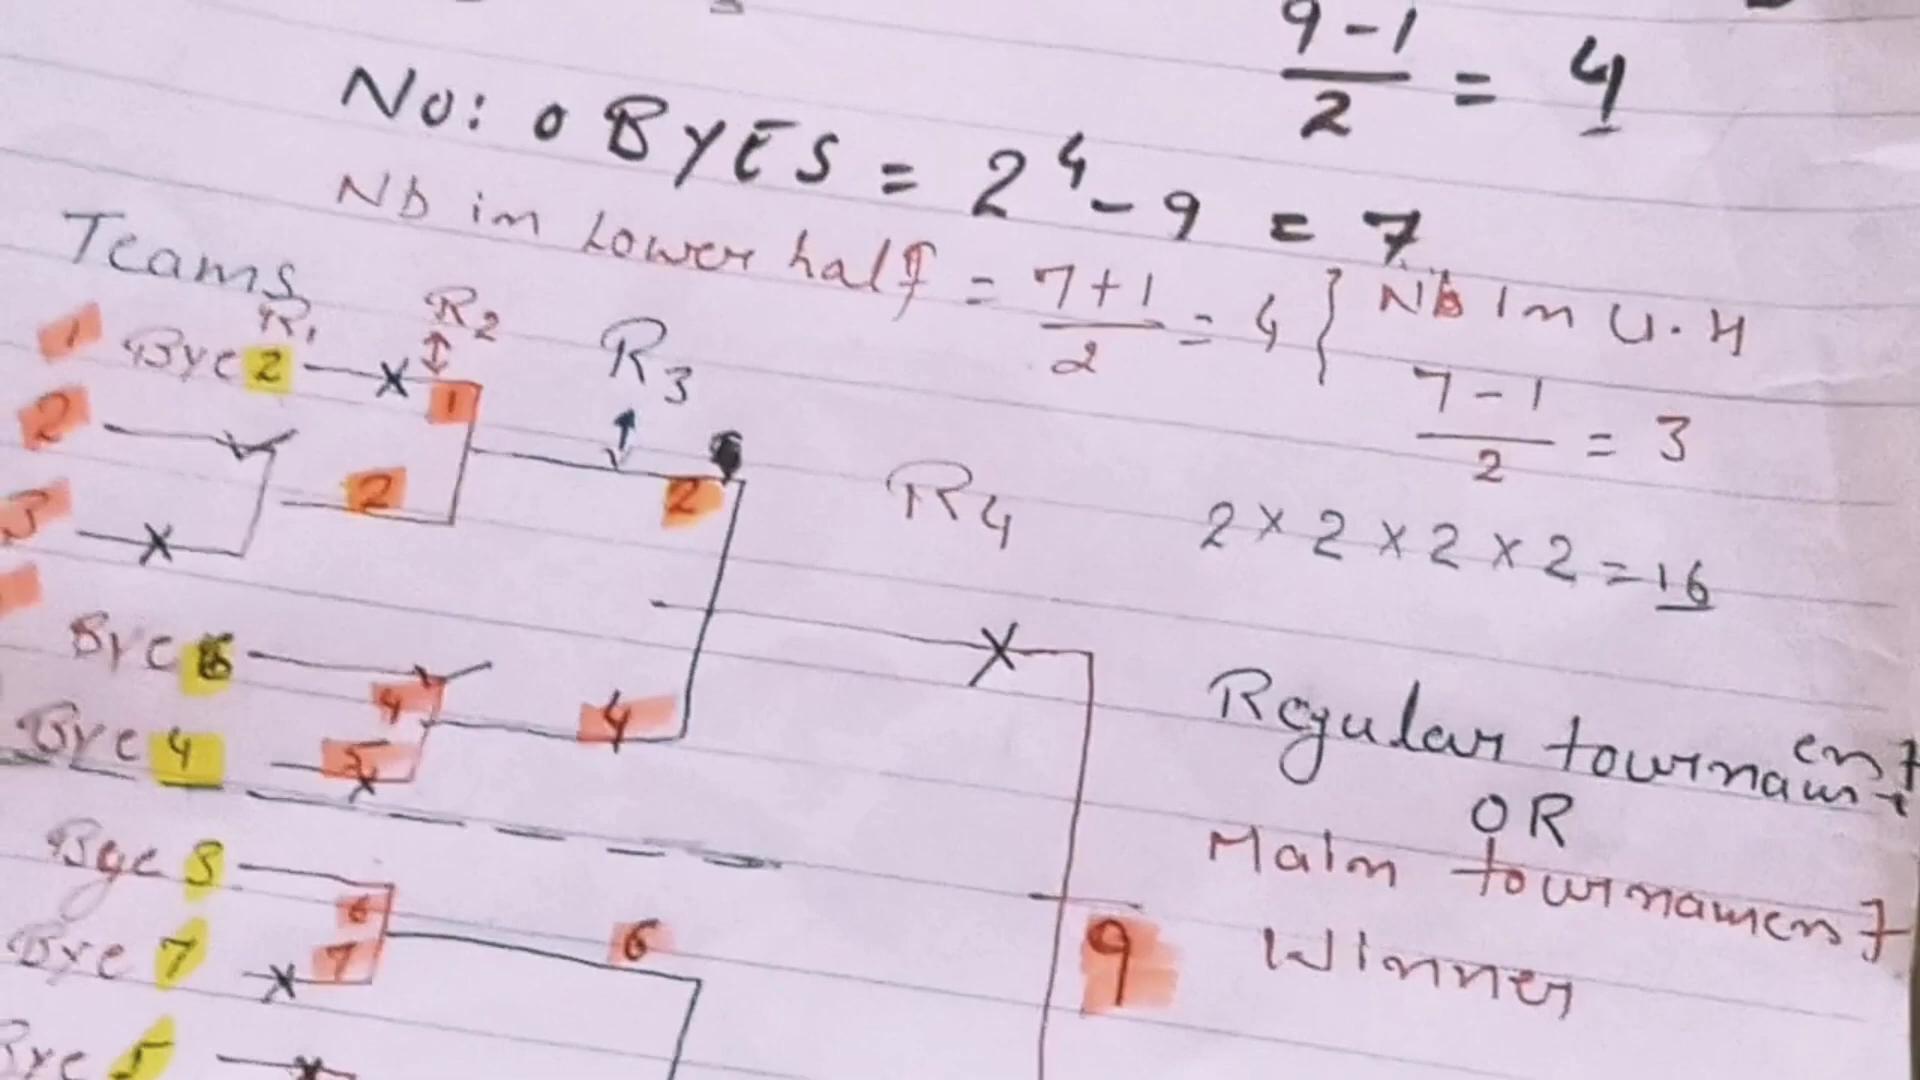 9 - 1
2
= 4
No: o BYES = 2⁴ - 9 = 7
Nb in Lower half = 7+1
2
= 4 } Nb in U.H
7 - 1
2
= 3
Teams
R1
R2
R3
R4
1
Bye 2
1
2
2
2
3
2 × 2 × 2 × 2 = 16
Bye 6
4
4
Bye 4
5
Regular tournament
OR
Main tournament
Winner
Bye 3
6
6
Bye 7
7
9
Bye 5